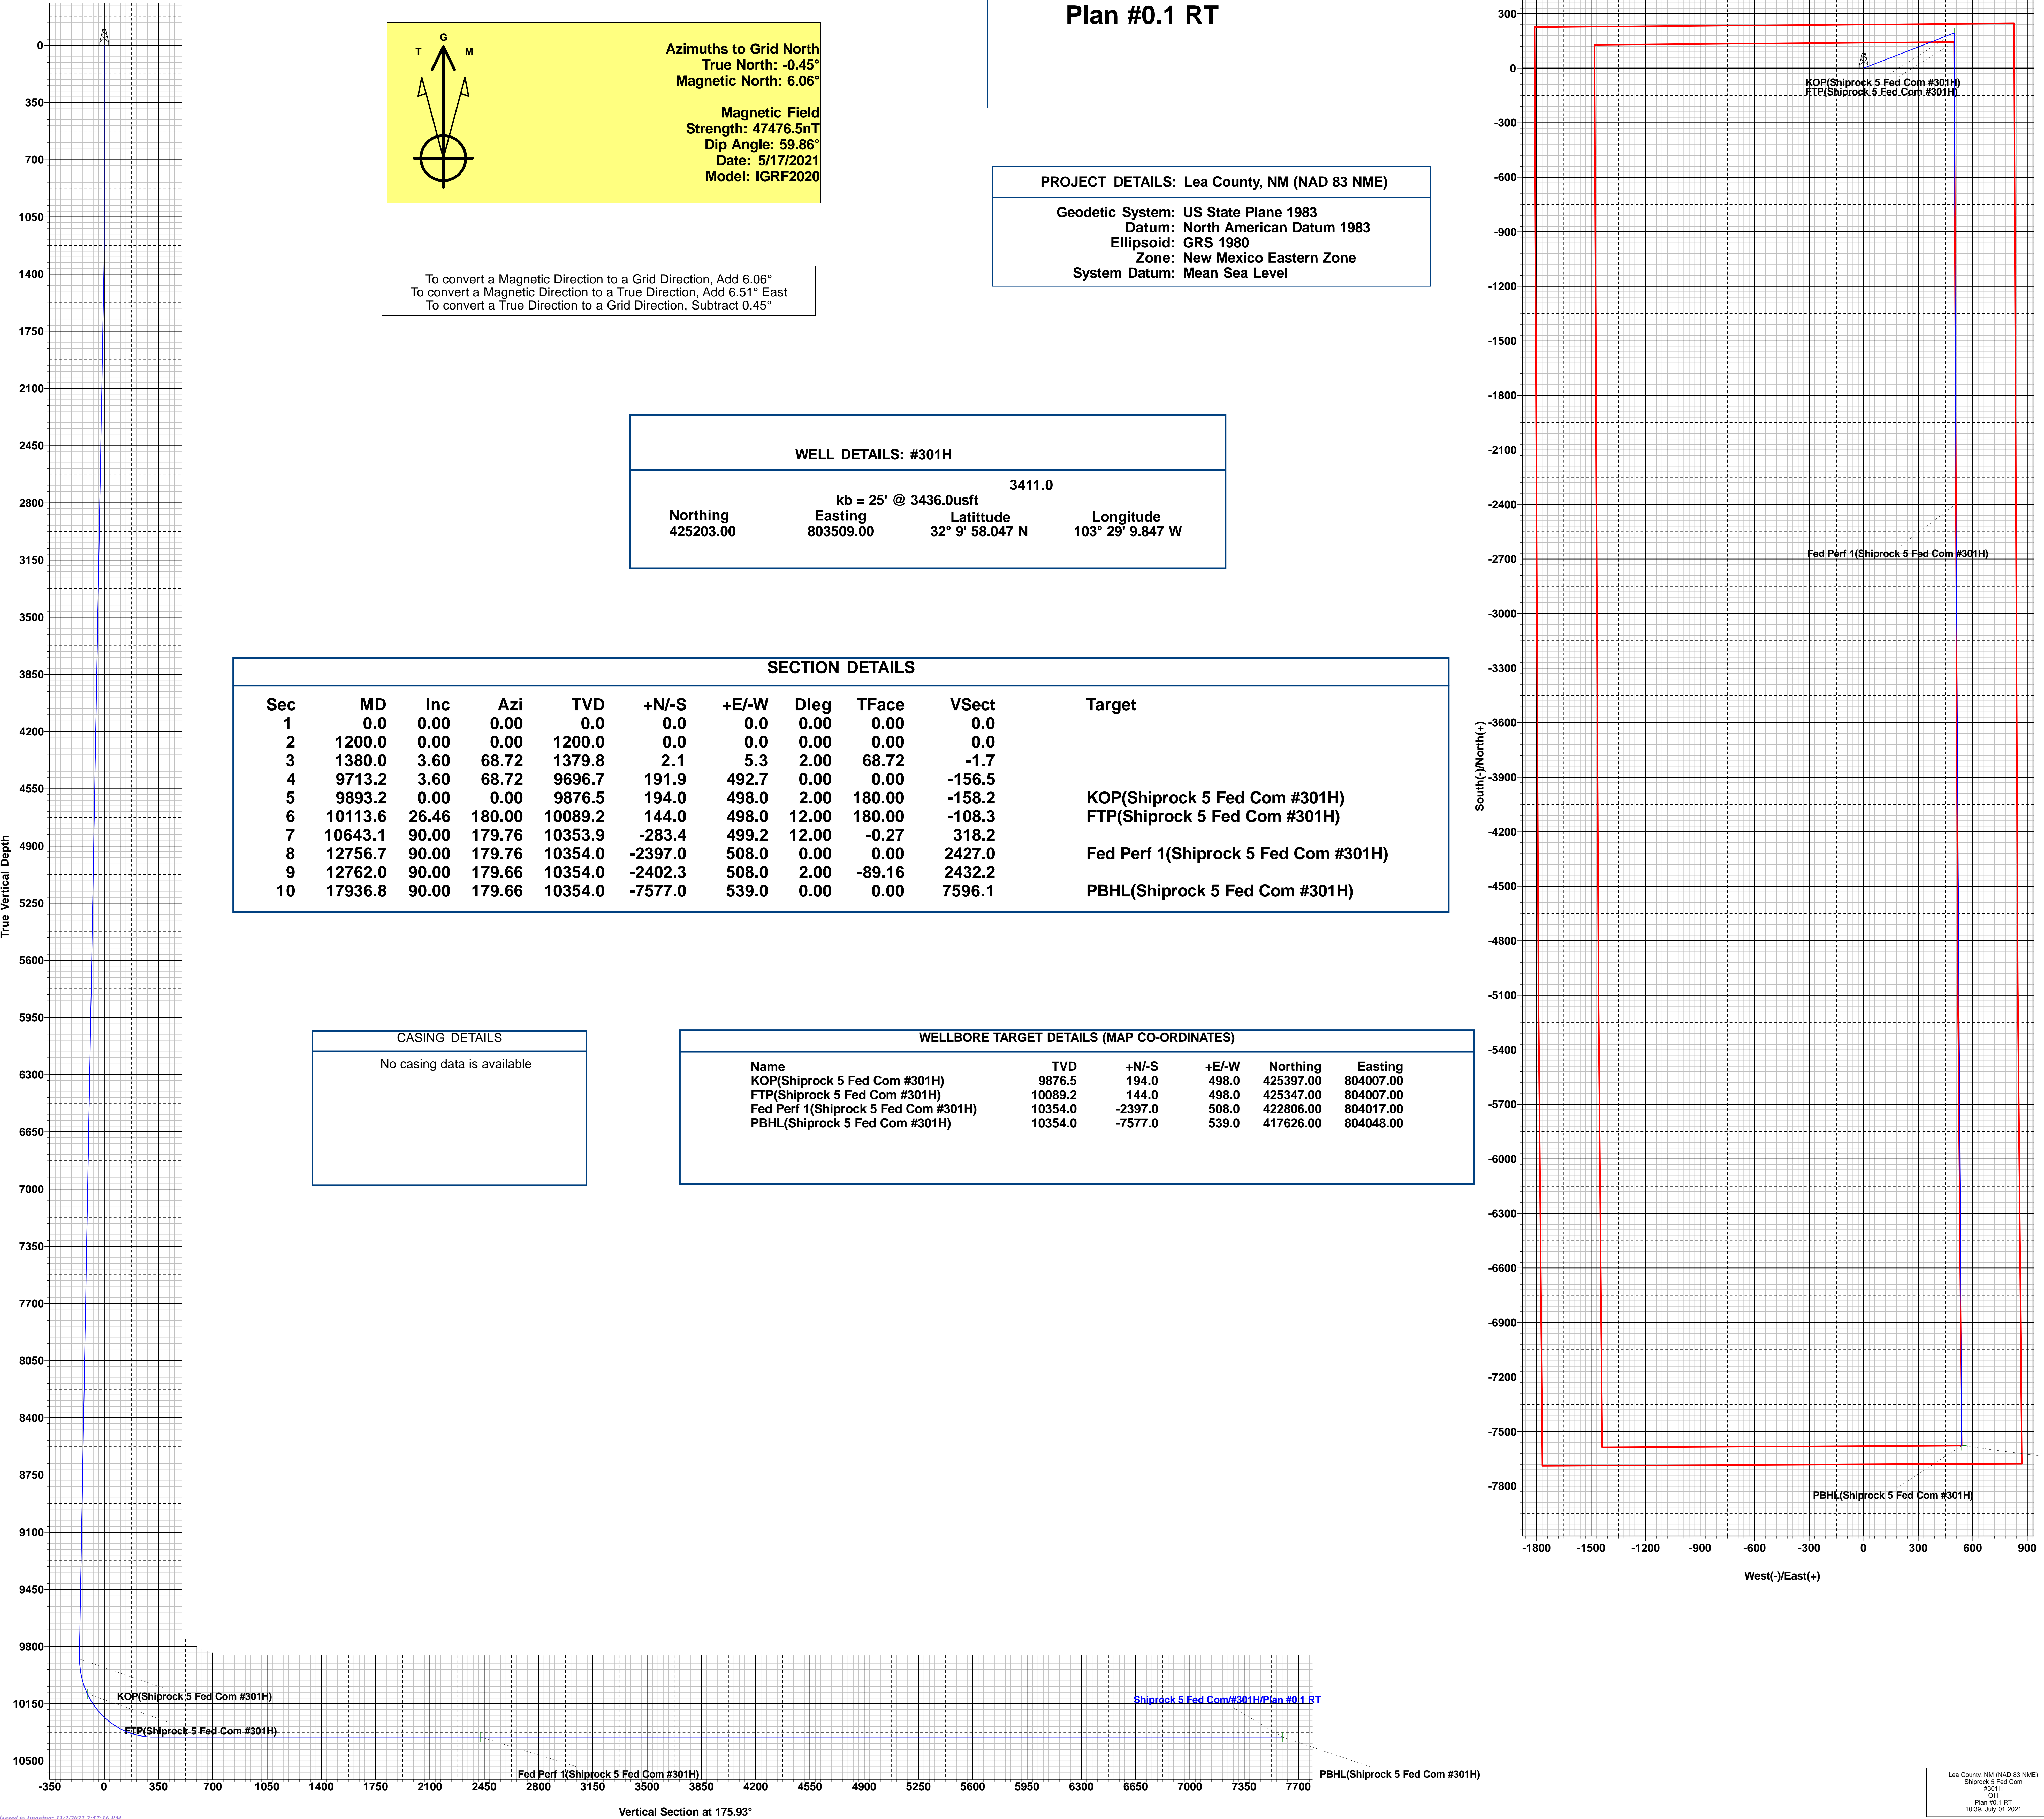 Plan #0.1 RT
T G M
Azimuths to Grid North
True North: -0.45°
Magnetic North: 6.06°
Magnetic Field
Strength: 47476.5nT
Dip Angle: 59.86°
Date: 5/17/2021
Model: IGRF2020
To convert a Magnetic Direction to a Grid Direction, Add 6.06°
To convert a Magnetic Direction to a True Direction, Add 6.51° East
To convert a True Direction to a Grid Direction, Subtract 0.45°
PROJECT DETAILS: Lea County, NM (NAD 83 NME)
Geodetic System: US State Plane 1983
Datum: North American Datum 1983
Ellipsoid: GRS 1980
Zone: New Mexico Eastern Zone
System Datum: Mean Sea Level
WELL DETAILS: #301H
3411.0
kb = 25' @ 3436.0usft
Northing Easting Latittude Longitude
425203.00 803509.00 32° 9' 58.047 N 103° 29' 9.847 W
SECTION DETAILS
Sec MD Inc Azi TVD +N/-S +E/-W Dleg TFace VSect Target
1 0.0 0.00 0.00 0.0 0.0 0.0 0.00 0.00 0.0
2 1200.0 0.00 0.00 1200.0 0.0 0.0 0.00 0.00 0.0
3 1380.0 3.60 68.72 1379.8 2.1 5.3 2.00 68.72 -1.7
4 9713.2 3.60 68.72 9696.7 191.9 492.7 0.00 0.00 -156.5
5 9893.2 0.00 0.00 9876.5 194.0 498.0 2.00 180.00 -158.2 KOP(Shiprock 5 Fed Com #301H)
6 10113.6 26.46 180.00 10089.2 144.0 498.0 12.00 180.00 -108.3 FTP(Shiprock 5 Fed Com #301H)
7 10643.1 90.00 179.76 10353.9 -283.4 499.2 12.00 -0.27 318.2
8 12756.7 90.00 179.76 10354.0 -2397.0 508.0 0.00 0.00 2427.0 Fed Perf 1(Shiprock 5 Fed Com #301H)
9 12762.0 90.00 179.66 10354.0 -2402.3 508.0 2.00 -89.16 2432.2
10 17936.8 90.00 179.66 10354.0 -7577.0 539.0 0.00 0.00 7596.1 PBHL(Shiprock 5 Fed Com #301H)
CASING DETAILS
No casing data is available
WELLBORE TARGET DETAILS (MAP CO-ORDINATES)
Name TVD +N/-S +E/-W Northing Easting
KOP(Shiprock 5 Fed Com #301H) 9876.5 194.0 498.0 425397.00 804007.00
FTP(Shiprock 5 Fed Com #301H) 10089.2 144.0 498.0 425347.00 804007.00
Fed Perf 1(Shiprock 5 Fed Com #301H) 10354.0 -2397.0 508.0 422806.00 804017.00
PBHL(Shiprock 5 Fed Com #301H) 10354.0 -7577.0 539.0 417626.00 804048.00
True Vertical Depth
0
350
700
1050
1400
1750
2100
2450
2800
3150
3500
3850
4200
4550
4900
5250
5600
5950
6300
6650
7000
7350
7700
8050
8400
8750
9100
9450
9800
10150
10500
KOP(Shiprock 5 Fed Com #301H)
FTP(Shiprock 5 Fed Com #301H)
Fed Perf 1(Shiprock 5 Fed Com #301H)
Shiprock 5 Fed Com/#301H/Plan #0.1 RT
PBHL(Shiprock 5 Fed Com #301H)
-350 0 350 700 1050 1400 1750 2100 2450 2800 3150 3500 3850 4200 4550 4900 5250 5600 5950 6300 6650 7000 7350 7700
Vertical Section at 175.93°
South(-)/North(+)
300
0
-300
-600
-900
-1200
-1500
-1800
-2100
-2400
-2700
-3000
-3300
-3600
-3900
-4200
-4500
-4800
-5100
-5400
-5700
-6000
-6300
-6600
-6900
-7200
-7500
-7800
KOP(Shiprock 5 Fed Com #301H)
FTP(Shiprock 5 Fed Com #301H)
Fed Perf 1(Shiprock 5 Fed Com #301H)
PBHL(Shiprock 5 Fed Com #301H)
-1800 -1500 -1200 -900 -600 -300 0 300 600 900
West(-)/East(+)
Lea County, NM (NAD 83 NME)
Shiprock 5 Fed Com
#301H
OH
Plan #0.1 RT
10:39, July 01 2021
to Imaging: 11/2/2022 2:57:16 PM